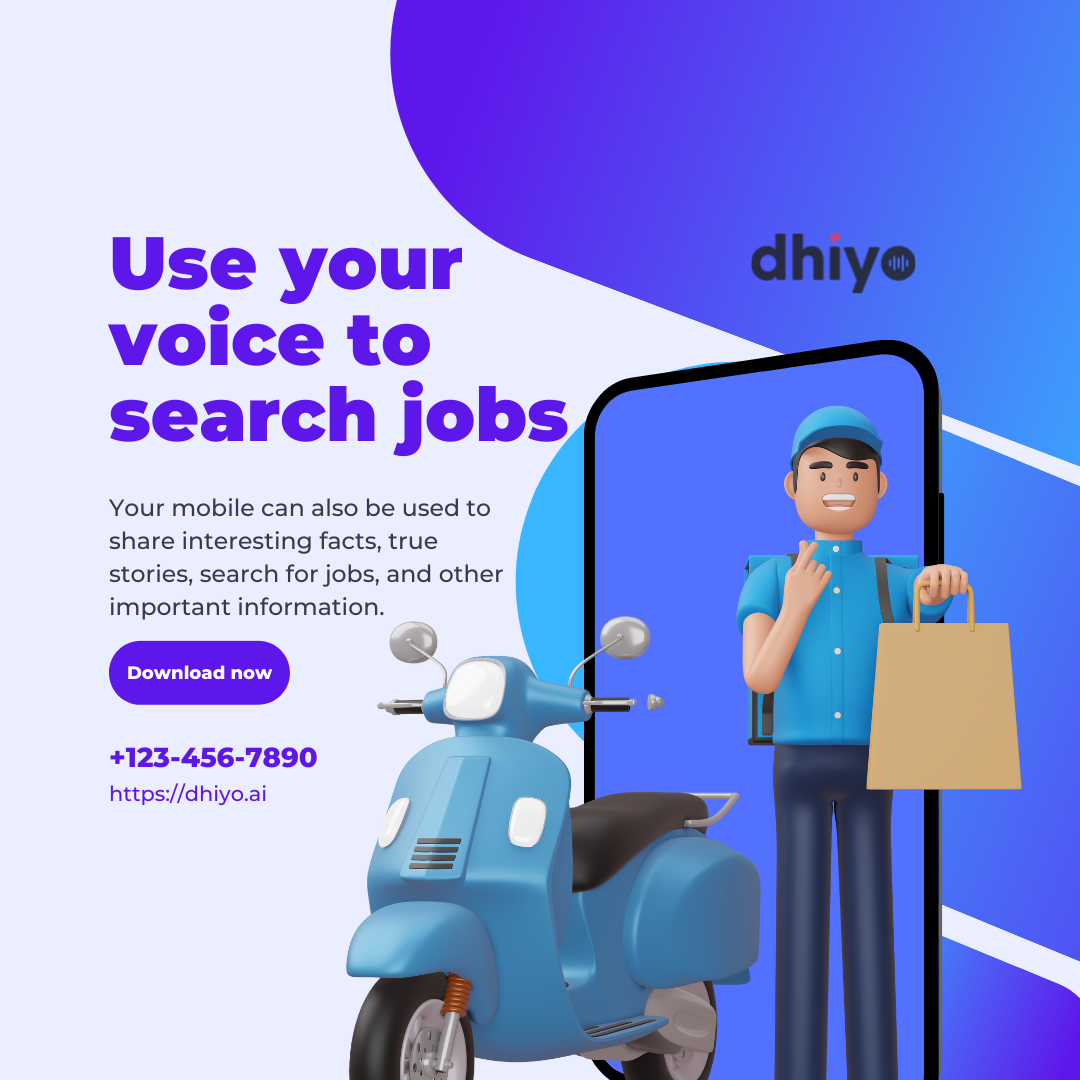 dhiyo
Use your
voice to
search jobs
Your mobile can also be used to
share interesting facts, true
stories, search for jobs, and other
important information.
Download now
+123-456-7890
https://dhiyo.ai